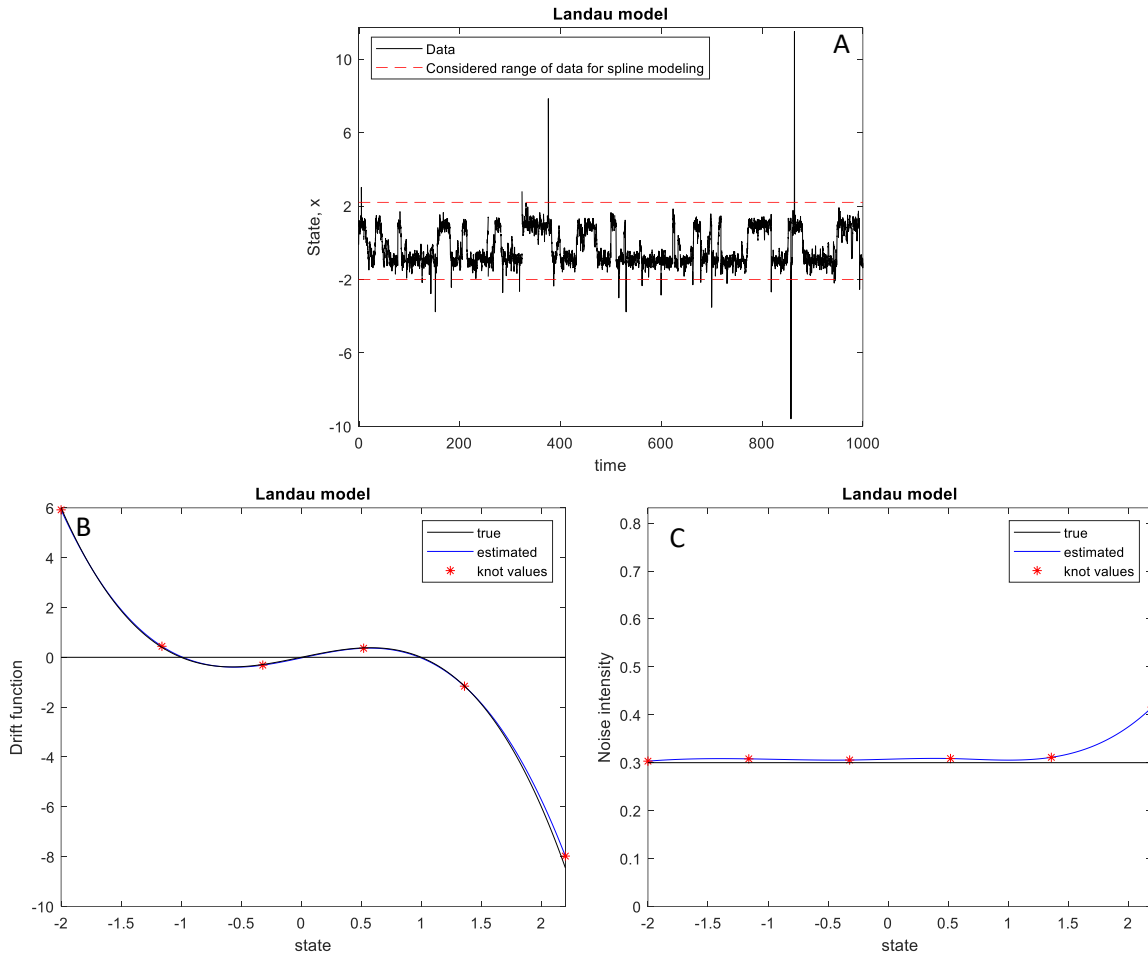 Landau model
A
Data
Considered range of data for spline modeling
10
6
2
-2
-6
-10
State, x
0 200 400 600 800 1000
time
Landau model
B
true
estimated
knot values
6
4
2
0
-2
-4
-6
-8
-10
Drift function
-2 -1.5 -1 -0.5 0 0.5 1 1.5 2
state
Landau model
C
true
estimated
knot values
0.8
0.7
0.6
0.5
0.4
0.3
0.2
0.1
0
Noise intensity
-2 -1.5 -1 -0.5 0 0.5 1 1.5 2
state